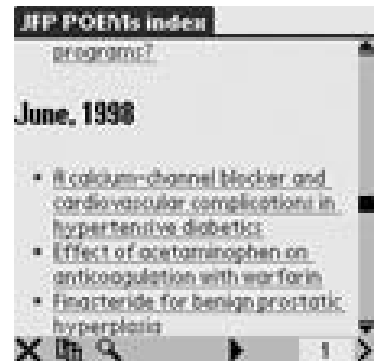 JFP POEMs index
programs?
June, 1998
• A calcium-channel blocker and
cardiovascular complications in
hypertensive diabetics
• Effect of acetaminophen on
anticoagulation with warfarin
• Finasteride for benign prostatic
hyperplasia
1